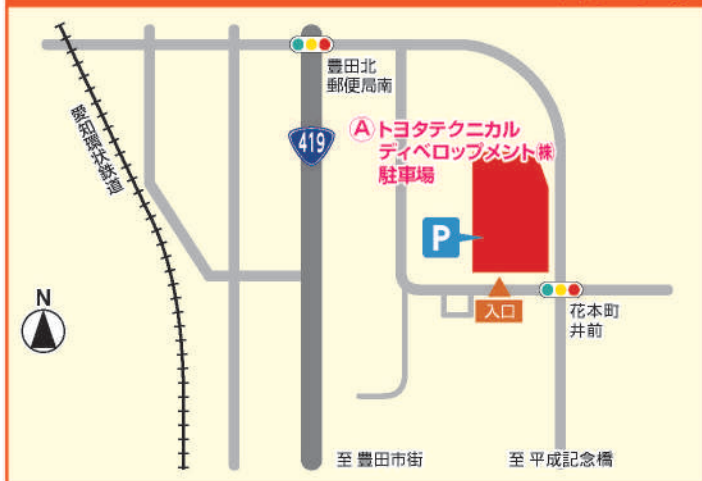 豊田北
郵便局南
愛知環状鉄道
419
Ⓐトヨタテクニカル
ディベロップメント㈱
駐車場
P
N
入口
花本町
井前
至 豊田市街
至 平成記念橋